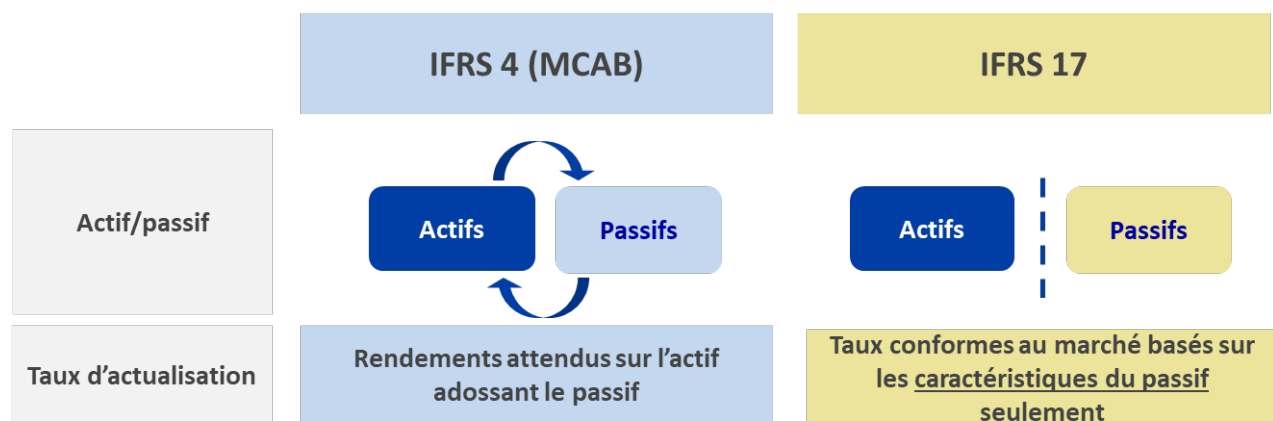 IFRS 4 (MCAB)
IFRS 17
Actif/passif
Actifs
Passifs
Actifs
Passifs
Taux d’actualisation
Rendements attendus sur l’actif
adossant le passif
Taux conformes au marché basés sur
les caractéristiques du passif
seulement